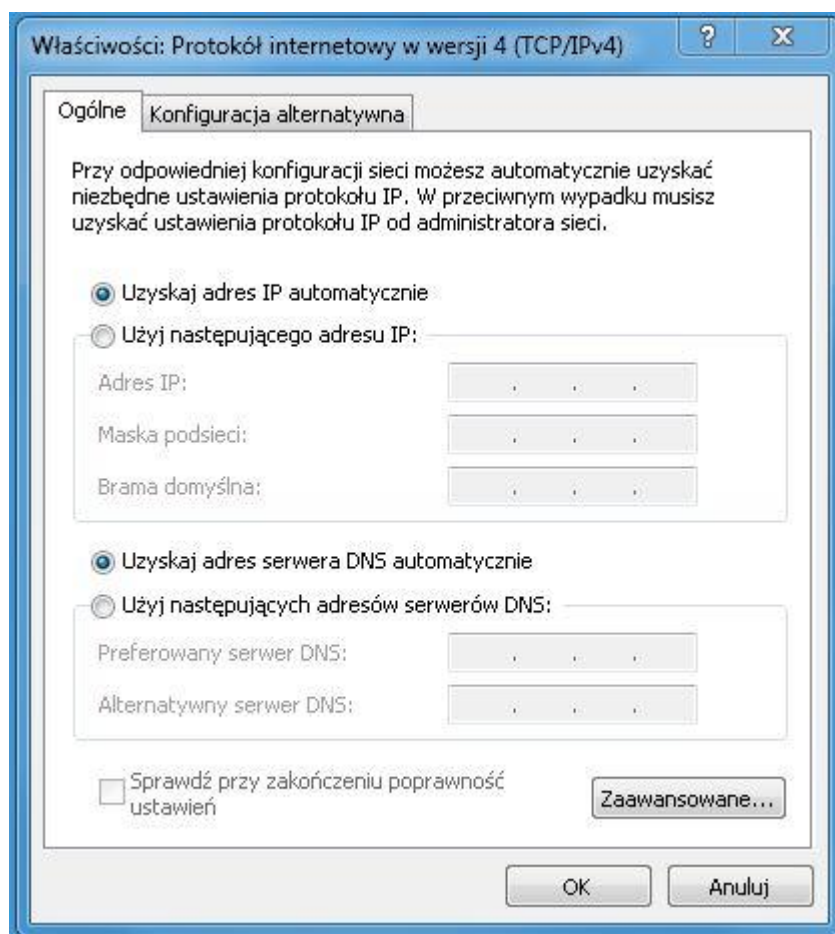 Właściwości: Protokół internetowy w wersji 4 (TCP/IPv4)
Ogólne
Konfiguracja alternatywna
Przy odpowiedniej konfiguracji sieci możesz automatycznie uzyskać
niezbędne ustawienia protokołu IP. W przeciwnym wypadku musisz
uzyskać ustawienia protokołu IP od administratora sieci.
Uzyskaj adres IP automatycznie
Użyj następującego adresu IP:
Adres IP:
Maska podsieci:
Brama domyślna:
Uzyskaj adres serwera DNS automatycznie
Użyj następujących adresów serwerów DNS:
Preferowany serwer DNS:
Alternatywny serwer DNS:
Sprawdź przy zakończeniu poprawność
ustawień
Zaawansowane...
OK
Anuluj